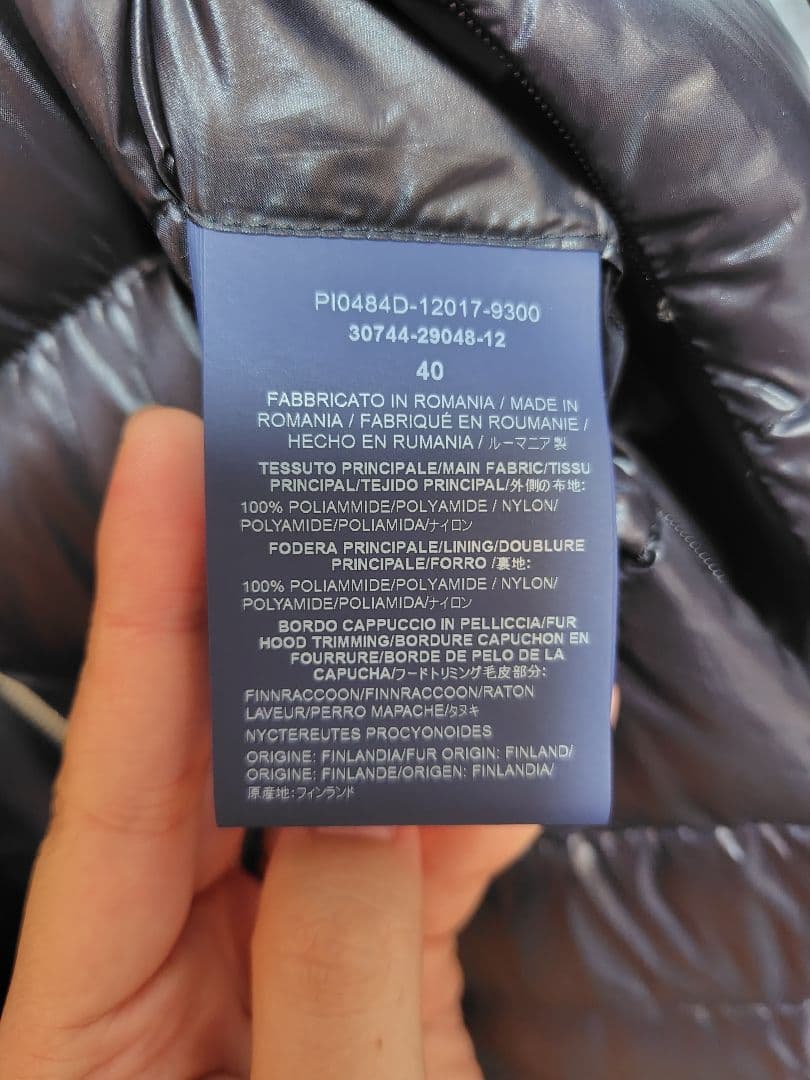 PI0484D-12017-9300
30744-29048-12
40
FABBRICATO IN ROMANIA / MADE IN
ROMANIA / FABRIQUÉ EN ROUMANIE /
HECHO EN RUMANIA / ルーマニア製
TESSUTO PRINCIPALE/MAIN FABRIC/TISSU
PRINCIPAL/TEJIDO PRINCIPAL/外側の布地:
100% POLIAMMIDE/POLYAMIDE / NYLON/
POLYAMIDE/POLIAMIDA/ナイロン
FODERA PRINCIPALE/LINING/DOUBLURE
PRINCIPALE/FORRO /裏地:
100% POLIAMMIDE/POLYAMIDE / NYLON/
POLYAMIDE/POLIAMIDA/ナイロン
BORDO CAPPUCCIO IN PELLICCIA/FUR
HOOD TRIMMING/BORDURE CAPUCHON EN
FOURRURE/BORDE DE PELO DE LA
CAPUCHA/フードトリミング毛皮部分:
FINNRACCOON/FINNRACCOON/RATON
LAVEUR/PERRO MAPACHE/タヌキ
NYCTEREUTES PROCYONOIDES
ORIGINE: FINLANDIA/FUR ORIGIN: FINLAND/
ORIGINE: FINLANDE/ORIGEN: FINLANDIA/
原産地:フィンランド